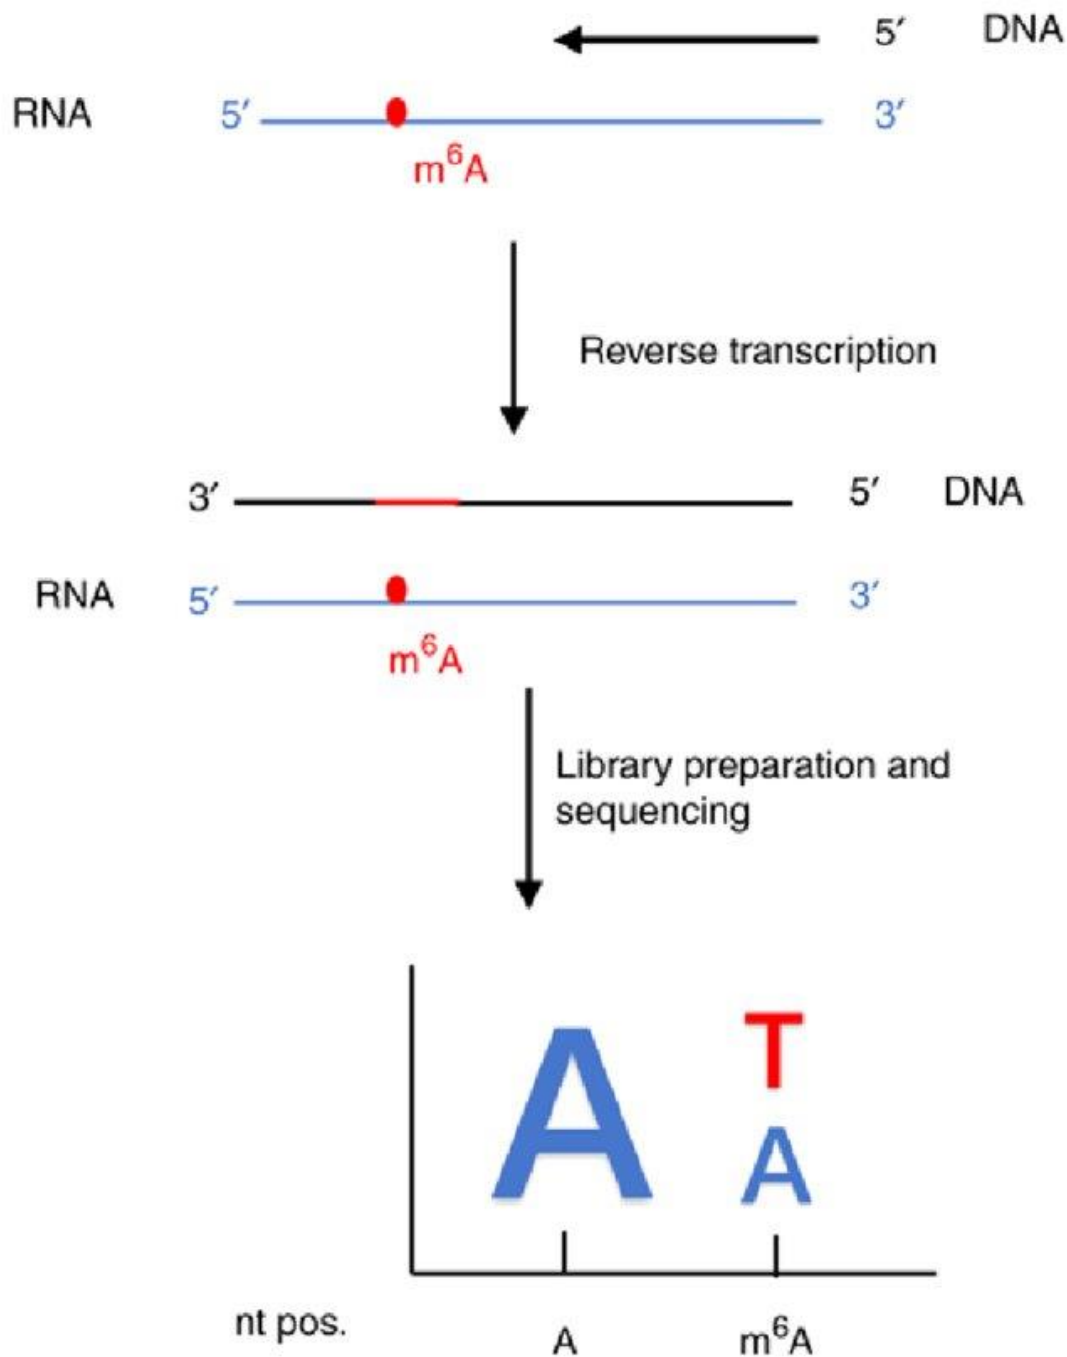 5′ DNA
RNA 5′ 3′
m⁶A
Reverse transcription
3′ 5′ DNA
RNA 5′ 3′
m⁶A
Library preparation and
sequencing
T
A A
nt pos. A m⁶A